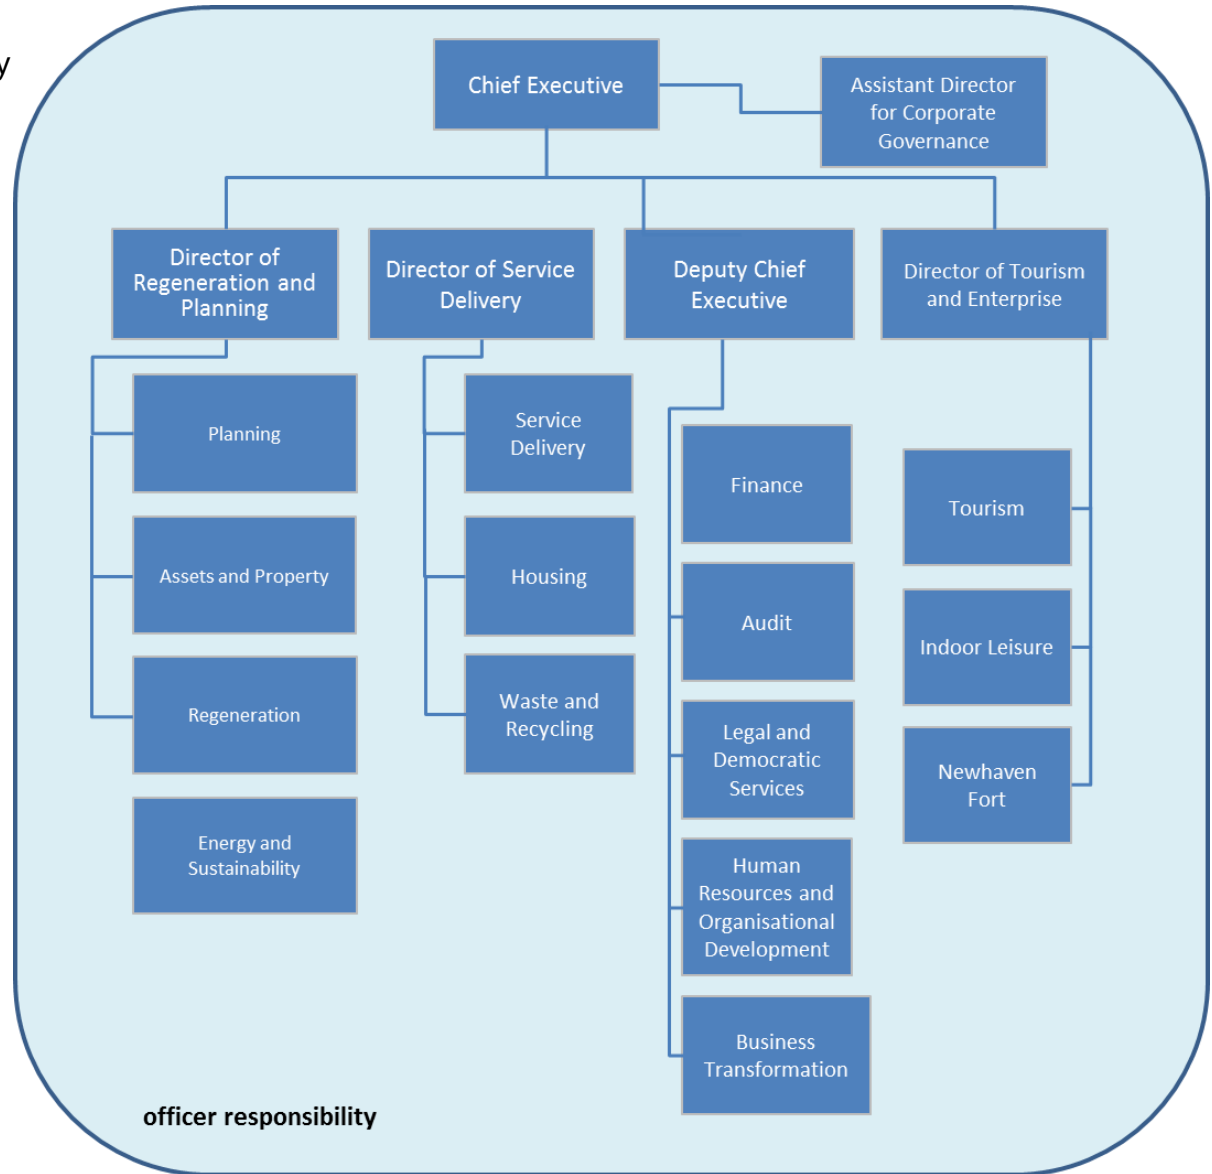 y
Chief Executive
Assistant Director
for Corporate
Governance
Director of
Regeneration and
Planning
Director of Service
Delivery
Deputy Chief
Executive
Director of Tourism
and Enterprise
Planning
Assets and Property
Regeneration
Energy and
Sustainability
Service
Delivery
Housing
Waste and
Recycling
Finance
Audit
Legal and
Democratic
Services
Human
Resources and
Organisational
Development
Business
Transformation
Tourism
Indoor Leisure
Newhaven
Fort
officer responsibility